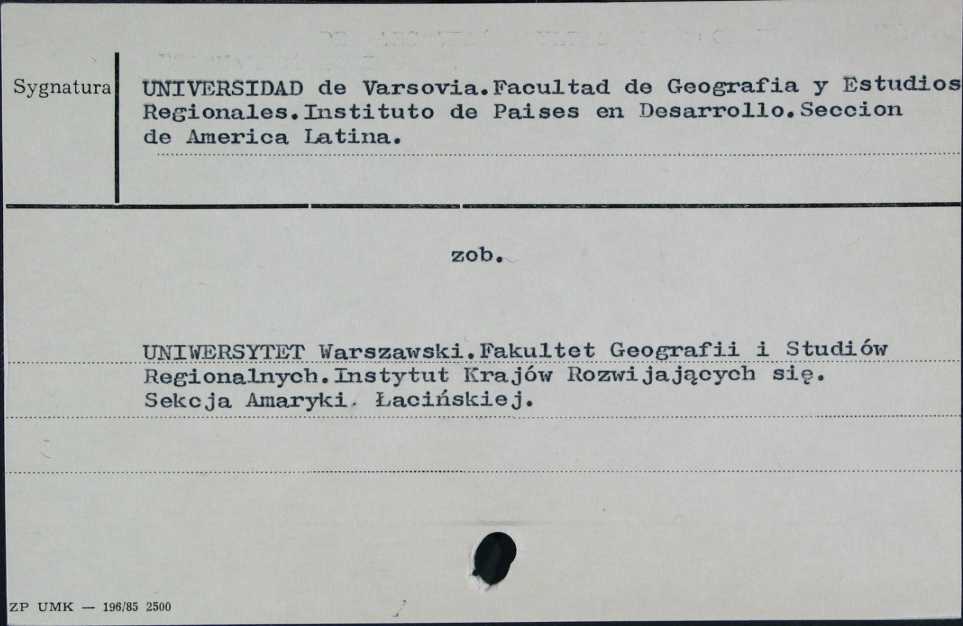 Sygnatura
UNIVERSIDAD de Varsovia.Facultad de Geografia y Estudios
Regionales.Instituto de Paises en Desarrollo.Seccion
de America Latina.
zob.
UNIWERSYTET Warszawski.Fakultet Geografii i Studiów
Regionalnych.Instytut Krajów Rozwijających się.
Sekcja Amaryki. Łacińskiej.
ZP UMK — 196/85 2500